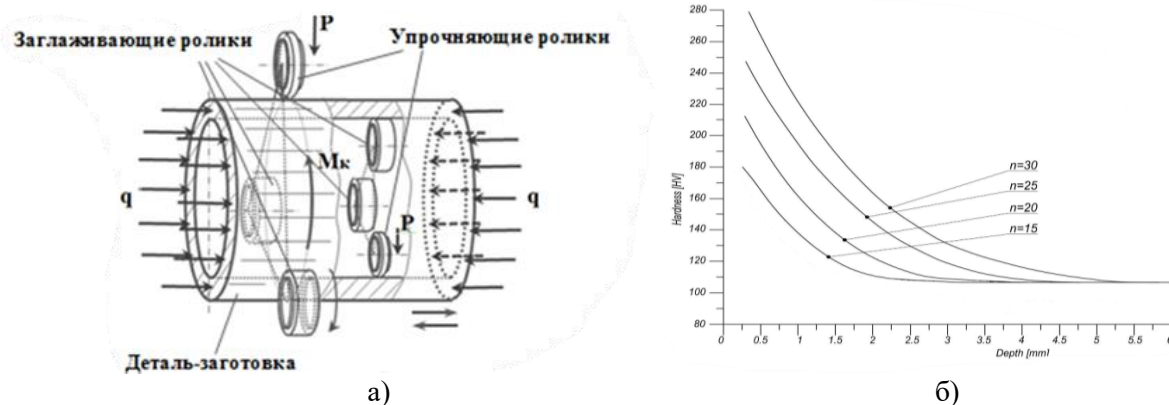 P
Заглаживающие ролики
Упрочняющие ролики
Mк
q
q
P
Деталь-заготовка
а)
280
260
240
220
200
180
160
140
120
100
80
Hardness [HV]
n=30
n=25
n=20
n=15
0 0.5 1 1.5 2 2.5 3 3.5 4 4.5 5 5.5 6
Depth [mm]
б)